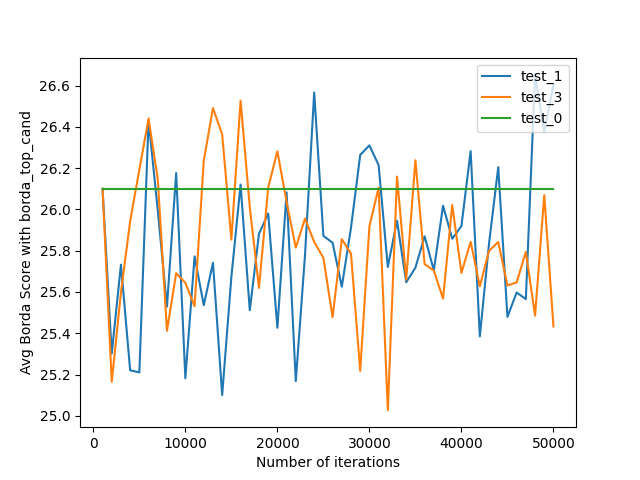 test_1
test_3
test_0
26.6
26.4
26.2
26.0
25.8
25.6
25.4
25.2
25.0
Avg Borda Score with borda_top_cand
0 10000 20000 30000 40000 50000
Number of iterations